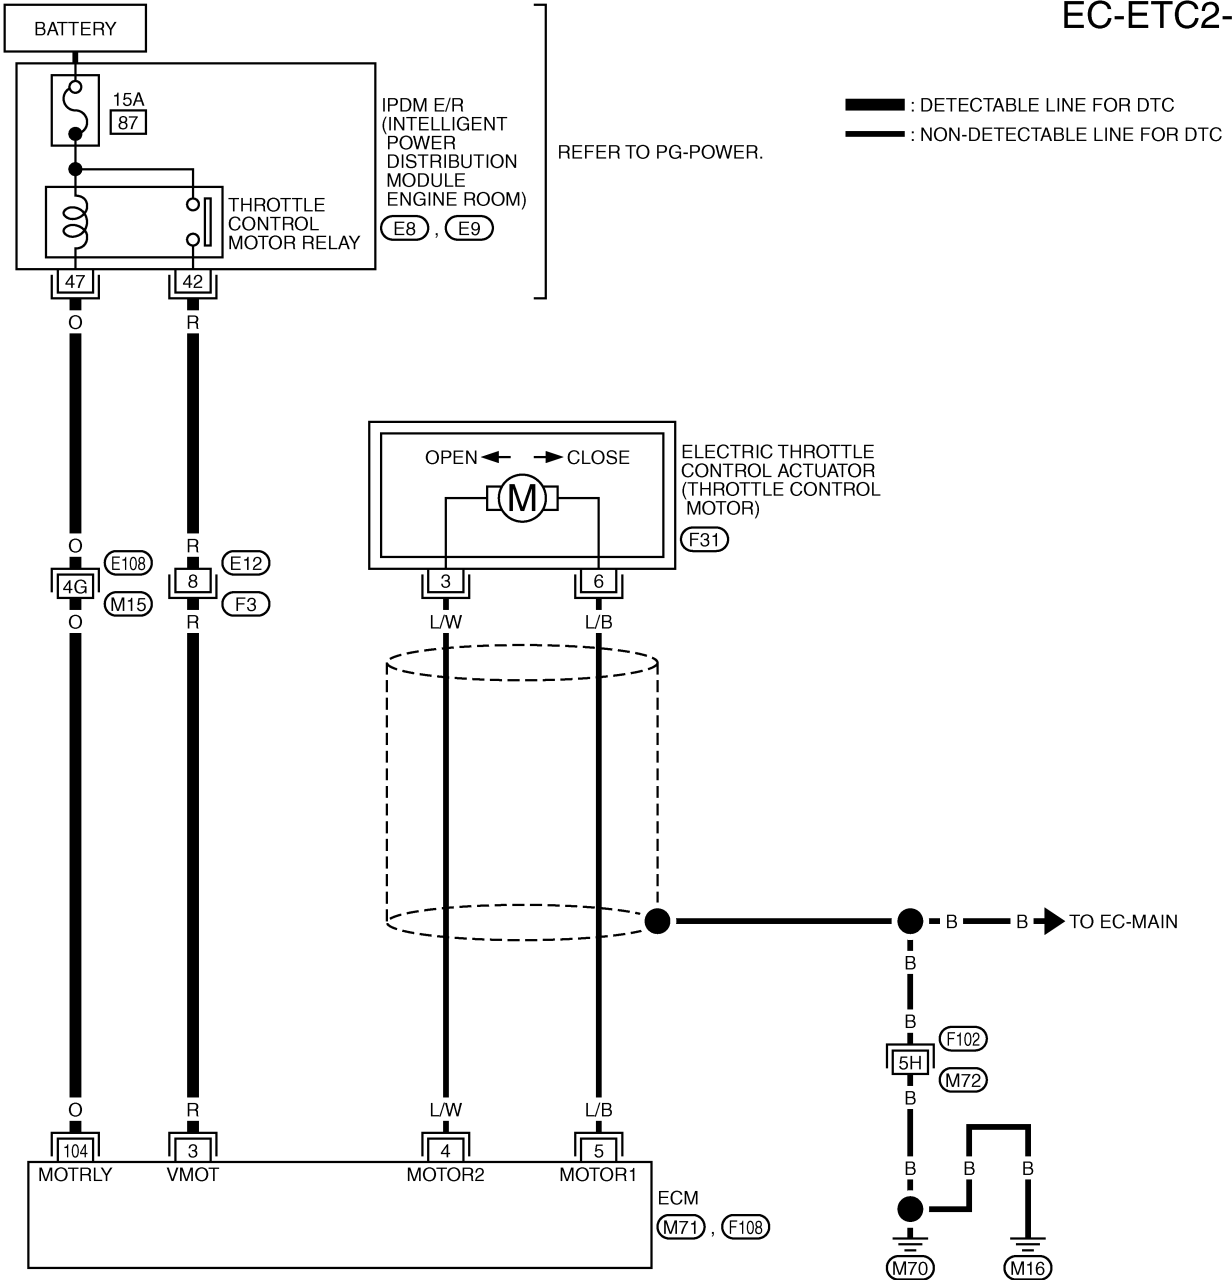 EC-ETC2-
BATTERY
15A
87
IPDM E/R
(INTELLIGENT
POWER
DISTRIBUTION
MODULE
ENGINE ROOM)
E8 , E9
REFER TO PG-POWER.
: DETECTABLE LINE FOR DTC
: NON-DETECTABLE LINE FOR DTC
THROTTLE
CONTROL
MOTOR RELAY
47 42
O R
OPEN CLOSE
M
ELECTRIC THROTTLE
CONTROL ACTUATOR
(THROTTLE CONTROL
MOTOR)
F31
O R
E108 E12
4G 8
M15 F3
3 6
O R L/W L/B
B B TO EC-MAIN
B
B
F102
5H
M72
B
O R L/W L/B
104 3 4 5
MOTRLY VMOT MOTOR2 MOTOR1
B B B
ECM
M71 , F108
M70 M16